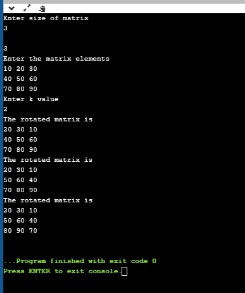 Enter size of matrix
3
3
Enter the matrix elements
10 20 30
40 50 60
70 80 90
Enter k value
2
The rotated matrix is
20 30 10
40 50 60
70 80 90
The rotated matrix is
20 30 10
50 60 40
70 80 90
The rotated matrix is
20 30 10
50 60 40
80 90 70
...Program finished with exit code 0
Press ENTER to exit console.